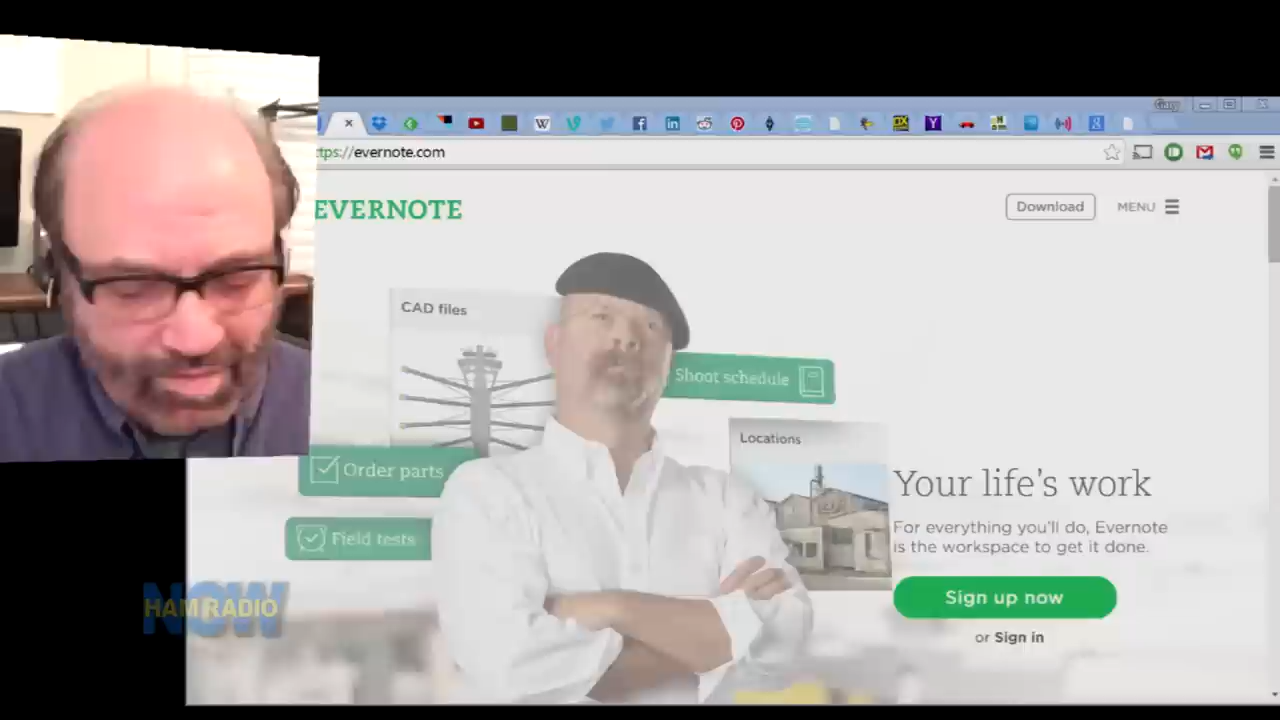 Gary
ttps://evernote.com
EVERNOTE
Download
MENU
CAD files
Shoot schedule
Locations
Order parts
Your life's work
For everything you'll do, Evernote
is the workspace to get it done.
Field tests
Sign up now
or Sign in
NOW
HAM RADIO